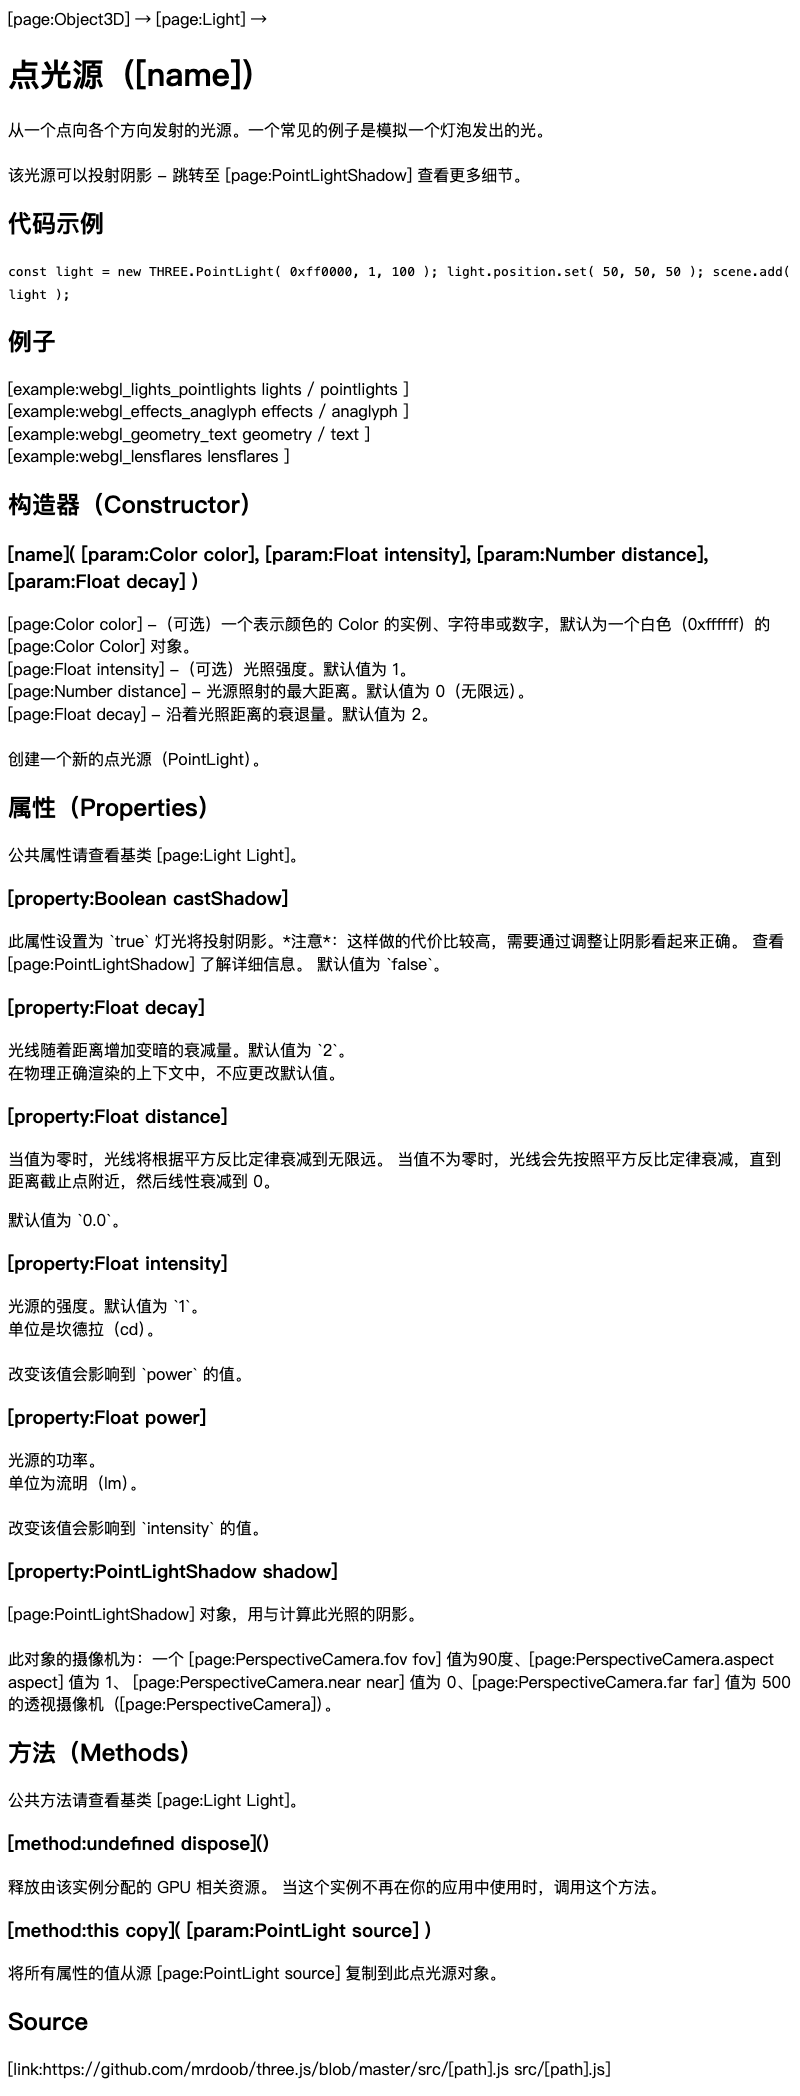 [page:Object3D] → [page:Light] →
点光源（[name]）
从一个点向各个方向发射的光源。一个常见的例子是模拟一个灯泡发出的光。
该光源可以投射阴影 - 跳转至 [page:PointLightShadow] 查看更多细节。
代码示例
const light = new THREE.PointLight( 0xff0000, 1, 100 ); light.position.set( 50, 50, 50 ); scene.add(
light );
例子
[example:webgl_lights_pointlights lights / pointlights ]
[example:webgl_effects_anaglyph effects / anaglyph ]
[example:webgl_geometry_text geometry / text ]
[example:webgl_lensflares lensflares ]
构造器（Constructor）
[name]( [param:Color color], [param:Float intensity], [param:Number distance],
[param:Float decay] )
[page:Color color] -（可选）一个表示颜色的 Color 的实例、字符串或数字，默认为一个白色（0xffffff）的
[page:Color Color] 对象。
[page:Float intensity] -（可选）光照强度。默认值为 1。
[page:Number distance] - 光源照射的最大距离。默认值为 0（无限远）。
[page:Float decay] - 沿着光照距离的衰退量。默认值为 2。
创建一个新的点光源（PointLight）。
属性（Properties）
公共属性请查看基类 [page:Light Light]。
[property:Boolean castShadow]
此属性设置为 `true` 灯光将投射阴影。*注意*：这样做的代价比较高，需要通过调整让阴影看起来正确。 查看
[page:PointLightShadow] 了解详细信息。 默认值为 `false`。
[property:Float decay]
光线随着距离增加变暗的衰减量。默认值为 `2`。
在物理正确渲染的上下文中，不应更改默认值。
[property:Float distance]
当值为零时，光线将根据平方反比定律衰减到无限远。 当值不为零时，光线会先按照平方反比定律衰减，直到
距离截止点附近，然后线性衰减到 0。
默认值为 `0.0`。
[property:Float intensity]
光源的强度。默认值为 `1`。
单位是坎德拉（cd）。
改变该值会影响到 `power` 的值。
[property:Float power]
光源的功率。
单位为流明（lm）。
改变该值会影响到 `intensity` 的值。
[property:PointLightShadow shadow]
[page:PointLightShadow] 对象，用与计算此光照的阴影。
此对象的摄像机为：一个 [page:PerspectiveCamera.fov fov] 值为90度、[page:PerspectiveCamera.aspect
aspect] 值为 1、 [page:PerspectiveCamera.near near] 值为 0、[page:PerspectiveCamera.far far] 值为 500
的透视摄像机（[page:PerspectiveCamera]）。
方法（Methods）
公共方法请查看基类 [page:Light Light]。
[method:undefined dispose]()
释放由该实例分配的 GPU 相关资源。 当这个实例不再在你的应用中使用时，调用这个方法。
[method:this copy]( [param:PointLight source] )
将所有属性的值从源 [page:PointLight source] 复制到此点光源对象。
Source
[link:https://github.com/mrdoob/three.js/blob/master/src/[path].js src/[path].js]